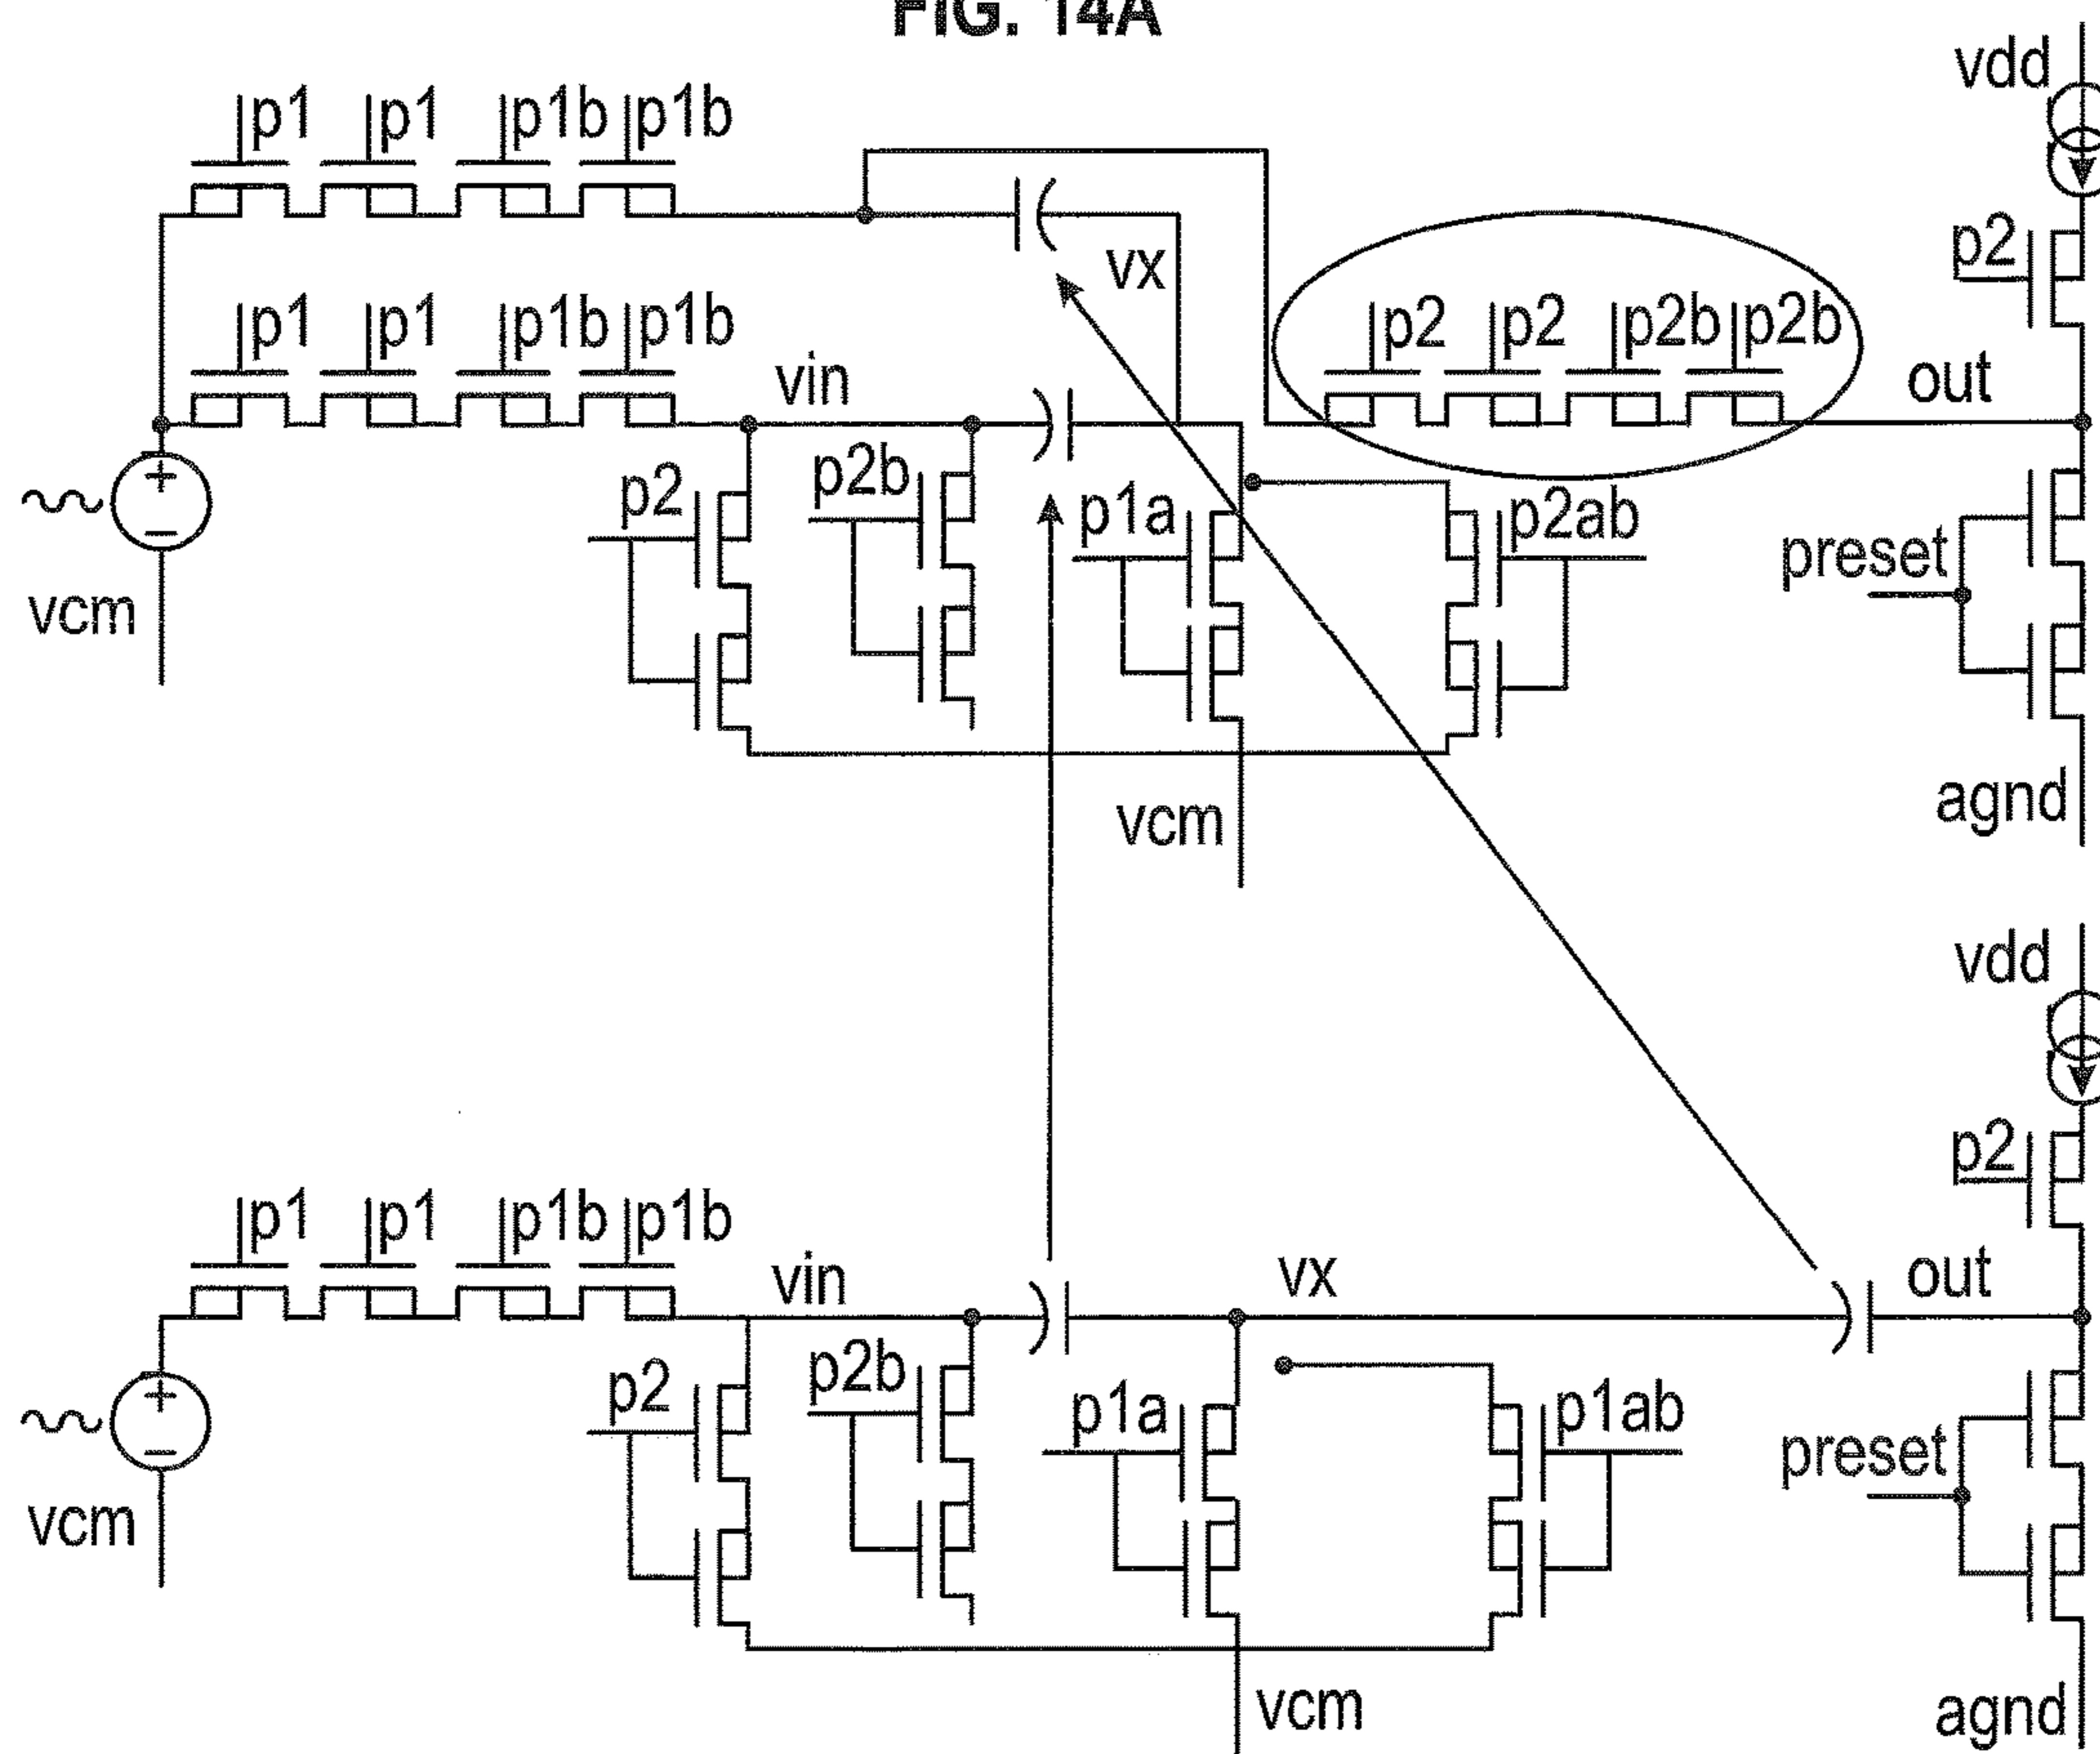 FIG. 14A
vdd
p1 p1 p1b p1b
p2
vx
p1 p1 p1b p1b
p2 p2 p2b p2b
vin
out
p2
p2b
p1a
p2ab
preset
vcm
vcm
agnd
vdd
p2
p1 p1 p1b p1b
vin
vx
out
p2
p2b
p1a
p1ab
preset
vcm
vcm
agnd